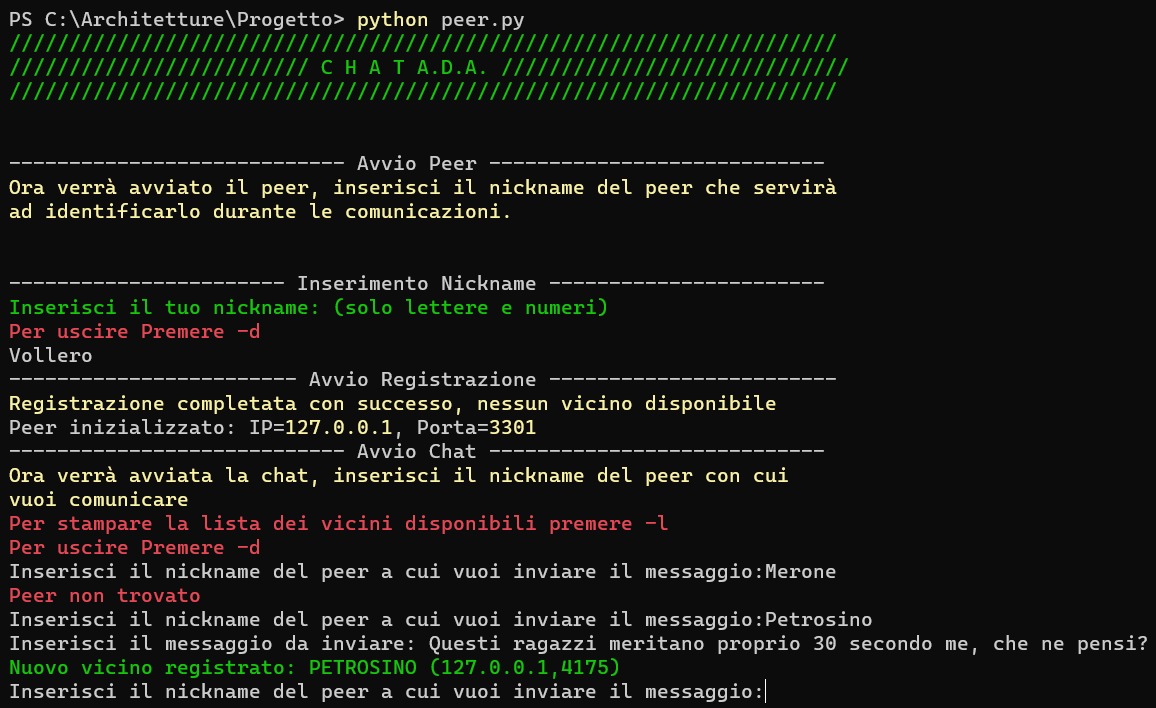 PS C:\Architetture\Progetto> python peer.py
/////////////////////////////////////////////////////////////////////
///////////////////////// C H A T A.D.A. /////////////////////////////
/////////////////////////////////////////////////////////////////////
---------------------------- Avvio Peer ----------------------------
Ora verrà avviato il peer, inserisci il nickname del peer che servirà
ad identificarlo durante le comunicazioni.
----------------------- Inserimento Nickname -----------------------
Inserisci il tuo nickname: (solo lettere e numeri)
Per uscire Premere -d
Vollero
------------------------ Avvio Registrazione ------------------------
Registrazione completata con successo, nessun vicino disponibile
Peer inizializzato: IP=127.0.0.1, Porta=3301
---------------------------- Avvio Chat ----------------------------
Ora verrà avviata la chat, inserisci il nickname del peer con cui
vuoi comunicare
Per stampare la lista dei vicini disponibili premere -l
Per uscire Premere -d
Inserisci il nickname del peer a cui vuoi inviare il messaggio:Merone
Peer non trovato
Inserisci il nickname del peer a cui vuoi inviare il messaggio:Petrosino
Inserisci il messaggio da inviare: Questi ragazzi meritano proprio 30 secondo me, che ne pensi?
Nuovo vicino registrato: PETROSINO (127.0.0.1,4175)
Inserisci il nickname del peer a cui vuoi inviare il messaggio: